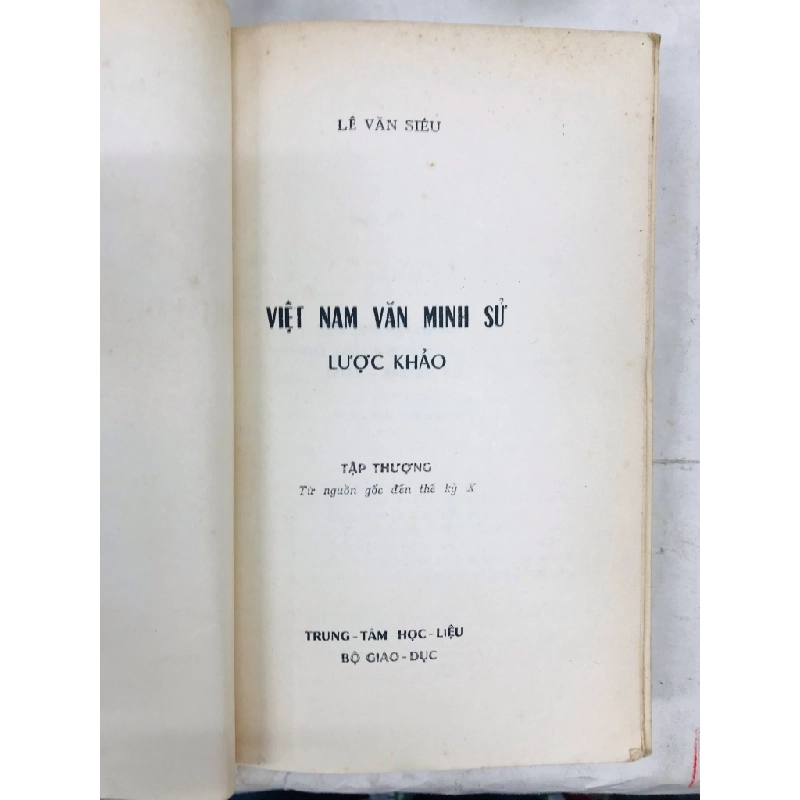 LÊ VĂN SIÊU
VIỆT NAM VĂN MINH SỬ
LƯỢC KHẢO
TẬP THƯỢNG
Từ nguồn gốc đến thế kỷ X
TRUNG-TÂM HỌC-LIỆU
BỘ GIÁO-DỤC